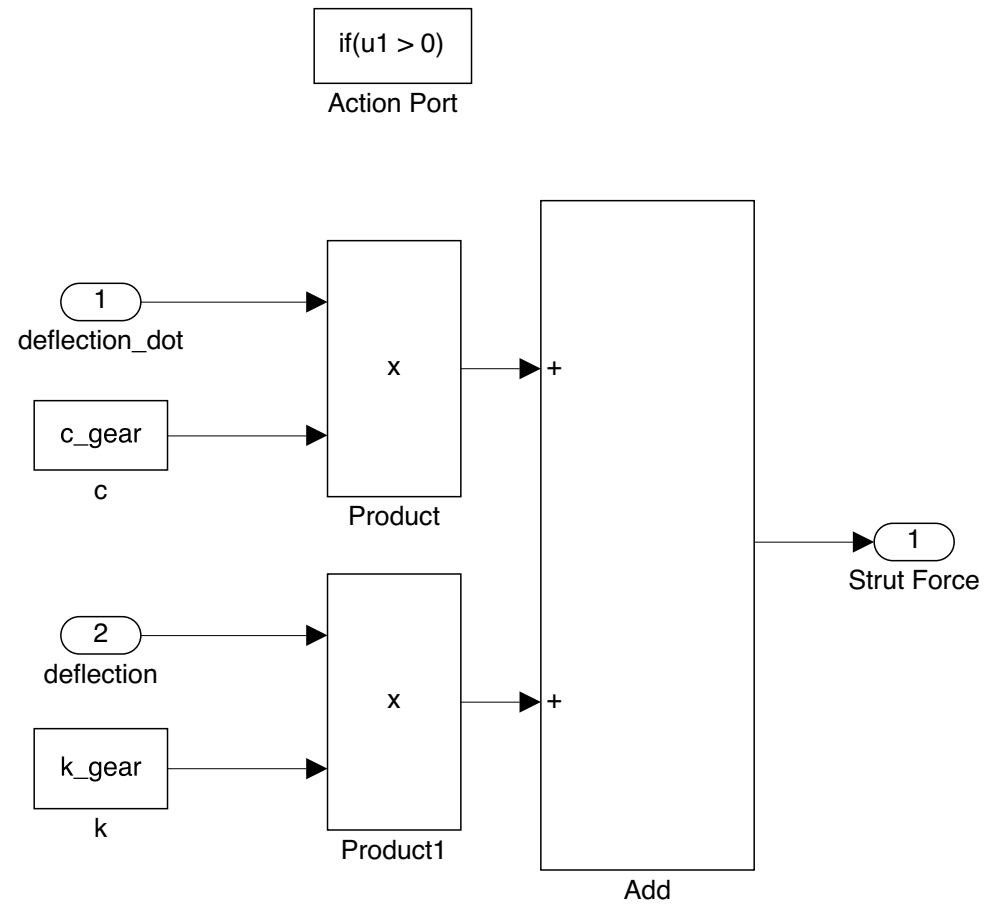 if(u1 > 0)
Action Port
1
deflection_dot
c_gear
c
x
Product
+
2
deflection
k_gear
k
x
Product1
+
Add
1
Strut Force